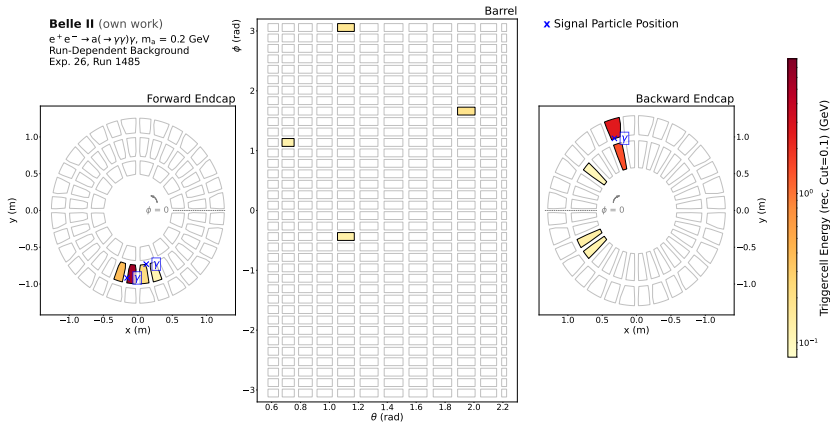 Belle II (own work)
e⁺e⁻ → a(→ γγ)γ, mₐ = 0.2 GeV
Run-Dependent Background
Exp. 26, Run 1485
Barrel
× Signal Particle Position
Forward Endcap
Backward Endcap
y (m)
1.0
0.5
0.0
−0.5
−1.0
−1.0 −0.5 0.0 0.5 1.0
x (m)
ϕ = 0
γ
γ
ϕ (rad)
3
2
1
0
−1
−2
−3
0.6 0.8 1.0 1.2 1.4 1.6 1.8 2.0 2.2
θ (rad)
γ
ϕ = 0
1.0
0.5
0.0
−0.5
−1.0
y (m)
1.0 0.5 0.0 −0.5 −1.0
x (m)
10⁰
10⁻¹
Triggercell Energy (rec, Cut=0.1) (GeV)